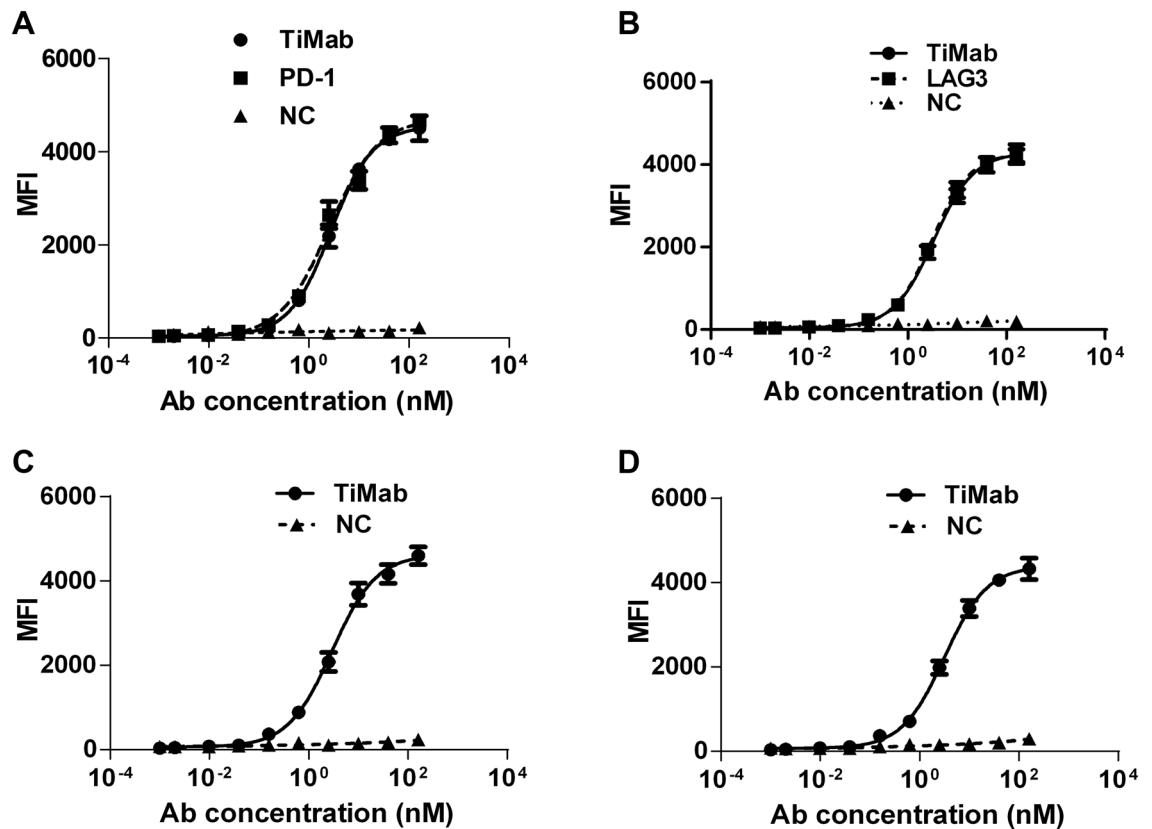 A
TiMab
PD-1
NC
6000
4000
2000
0
MFI
10-4
10-2
100
102
104
Ab concentration (nM)
B
TiMab
LAG3
NC
6000
4000
2000
0
MFI
10-4
10-2
100
102
104
Ab concentration (nM)
C
TiMab
NC
6000
4000
2000
0
MFI
10-4
10-2
100
102
104
Ab concentration (nM)
D
TiMab
NC
6000
4000
2000
0
MFI
10-4
10-2
100
102
104
Ab concentration (nM)